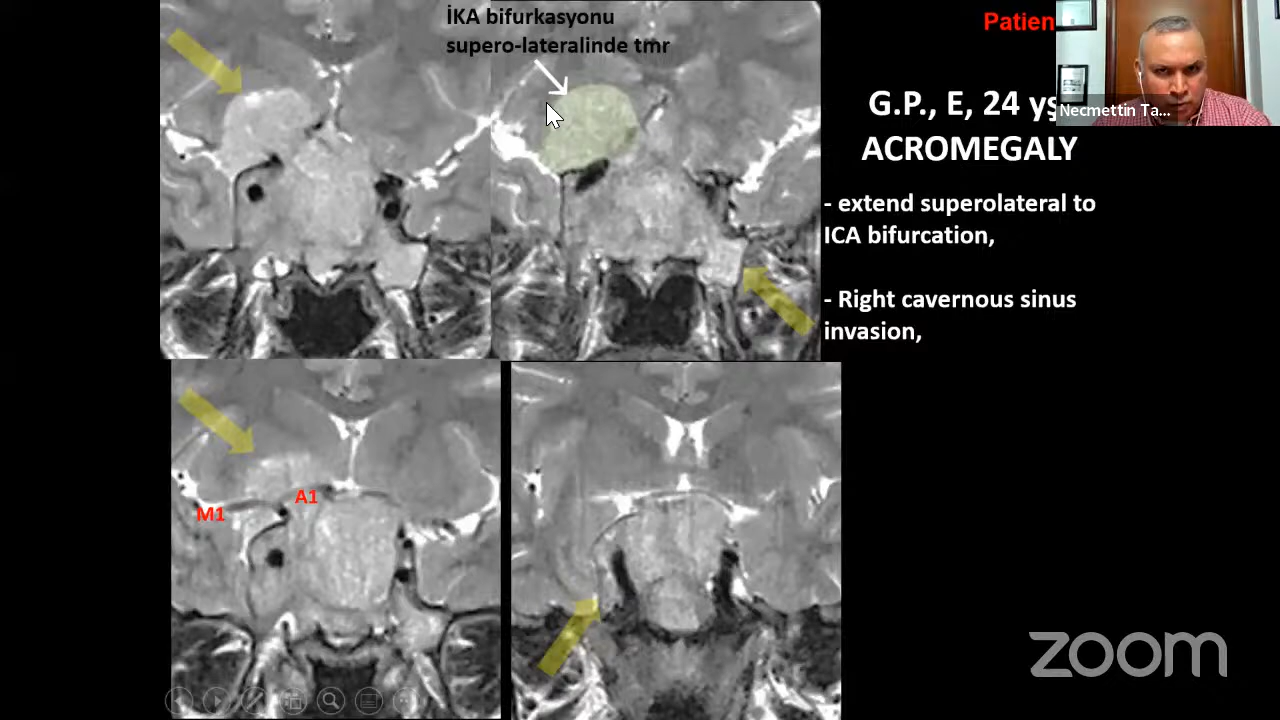 İKA bifurkasyonu
supero-lateralinde tmr
Patien
G.P., E, 24 yş
ACROMEGALY
Necmettin Ta...
- extend superolateral to
ICA bifurcation,
- Right cavernous sinus
invasion,
A1
M1
zoom